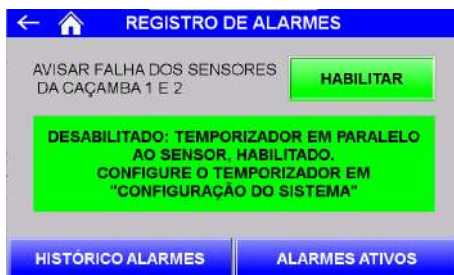 REGISTRO DE ALARMES
AVISAR FALHA DOS SENSORES
DA CAÇAMBA 1 E 2
HABILITAR
DESABILITADO: TEMPORIZADOR EM PARALELO
AO SENSOR, HABILITADO.
CONFIGURE O TEMPORIZADOR EM
"CONFIGURAÇÃO DO SISTEMA"
HISTÓRICO ALARMES
ALARMES ATIVOS